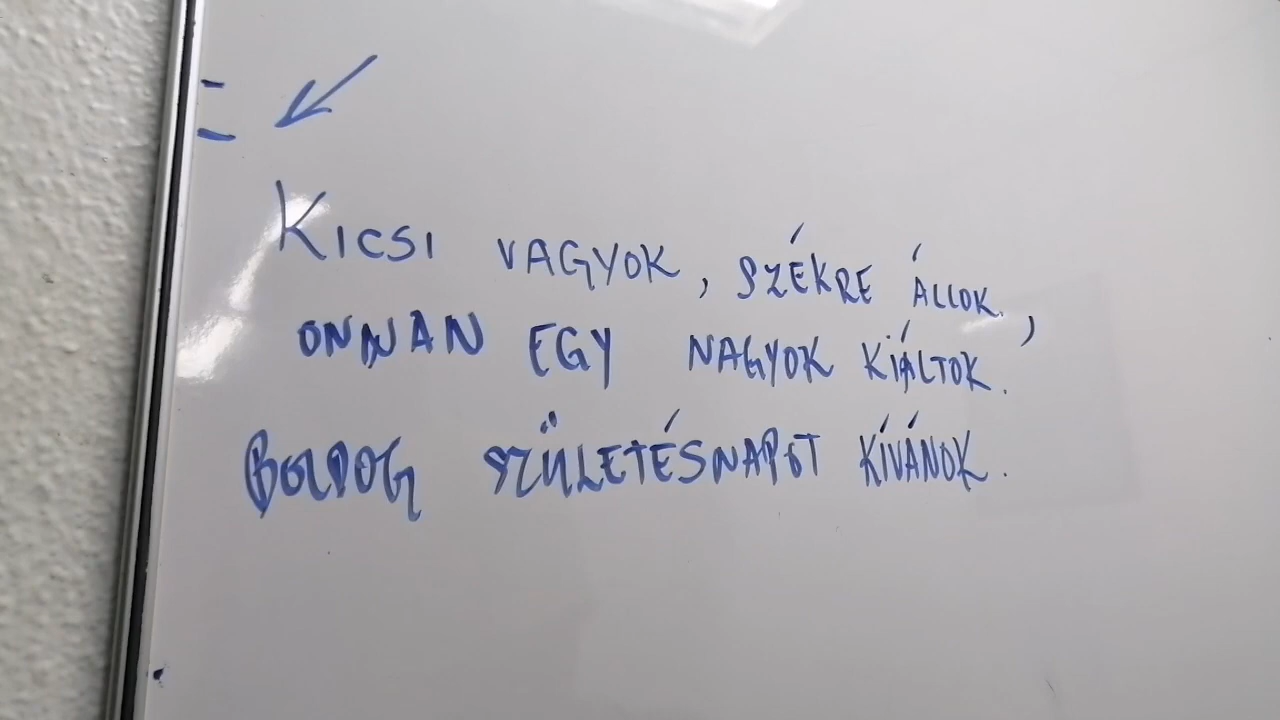 KICSI VAGYOK, SZÉKRE ÁLLOK,
ONNAN EGY NAGYOK KIÁLTOK.
BOLDOG SZÜLETÉSNAPOT KÍVÁNOK.